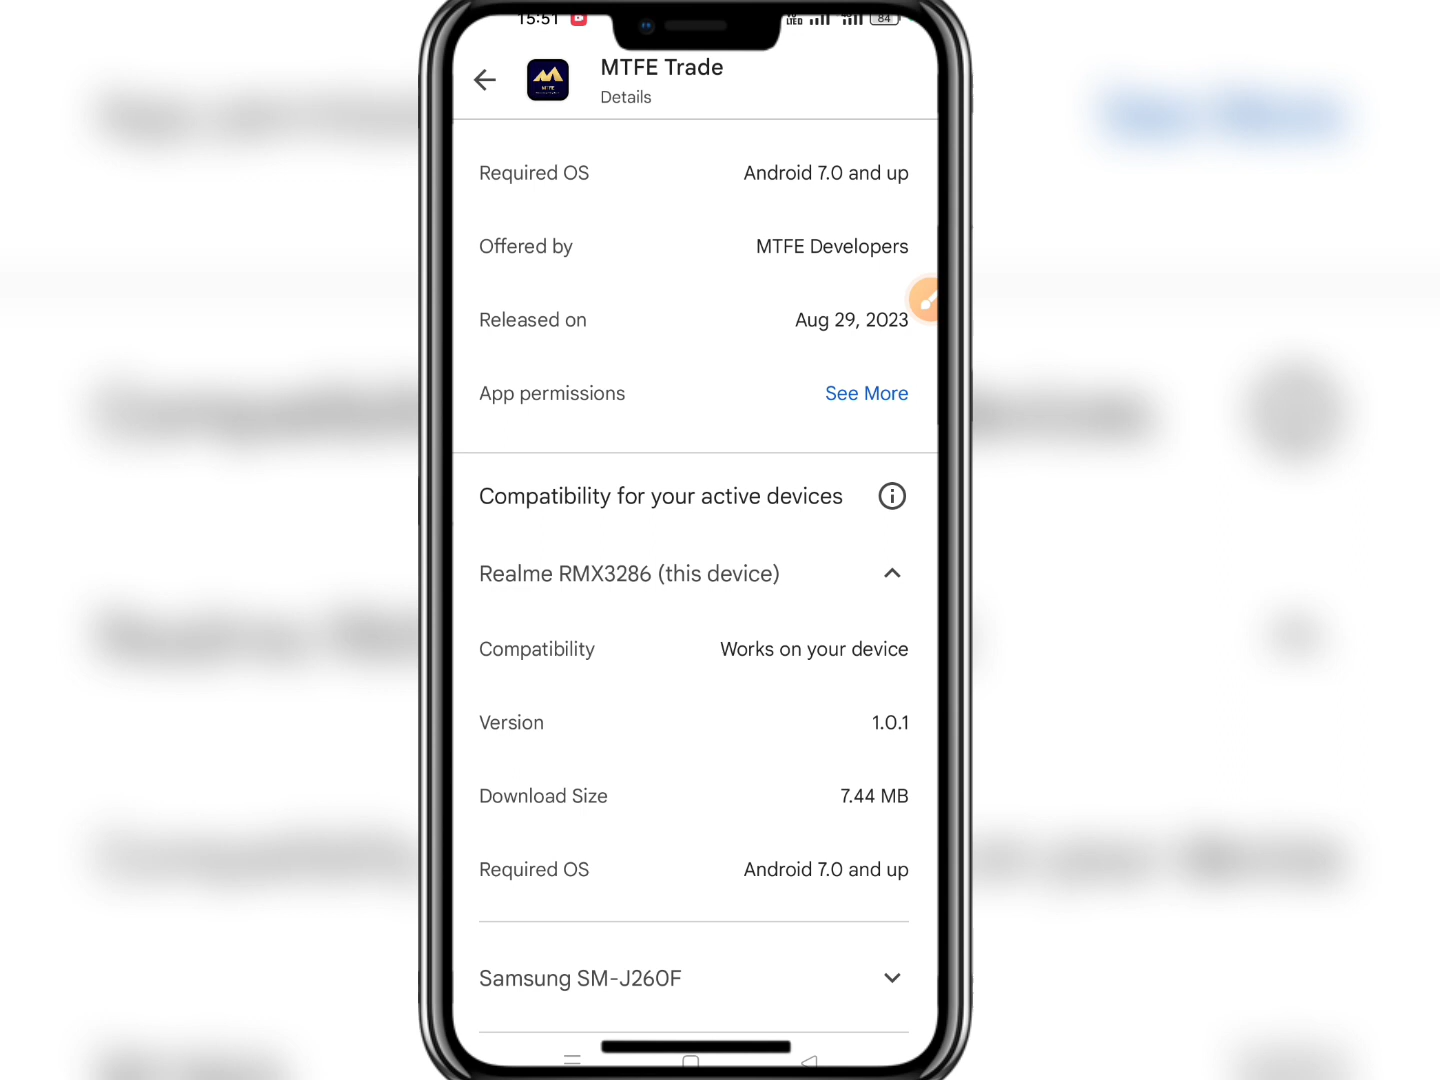 15:51
84
MTFE Trade
Details
Required OS Android 7.0 and up
Offered by MTFE Developers
Released on Aug 29, 2023
App permissions See More
Compatibility for your active devices
Realme RMX3286 (this device)
Compatibility Works on your device
Version 1.0.1
Download Size 7.44 MB
Required OS Android 7.0 and up
Samsung SM-J260F